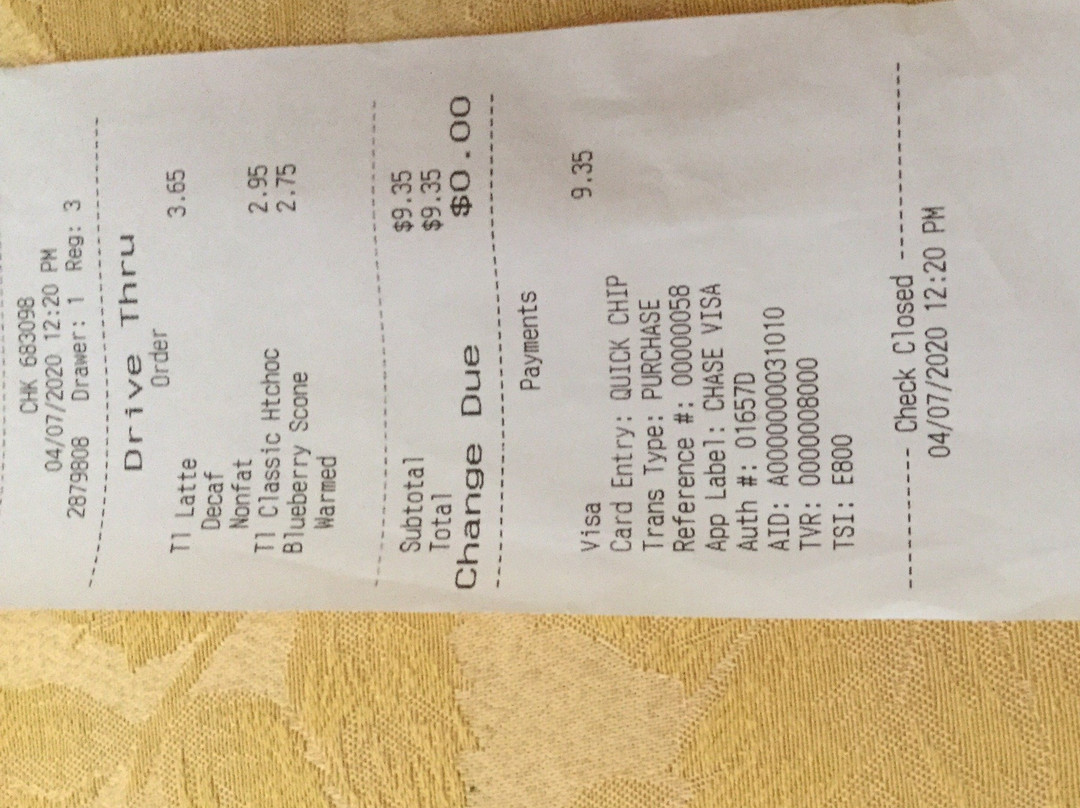 CHK 683098
04/07/2020 12:20 PM
2879808 Drawer: 1 Reg: 3
Drive Thru
Order
Tl Latte 3.65
Decaf
Nonfat
Tl Classic Htchoc 2.95
Blueberry Scone 2.75
Warmed
Subtotal $9.35
Total $9.35
Change Due $0.00
Payments
Visa 9.35
Card Entry: QUICK CHIP
Trans Type: PURCHASE
Reference #: 00000058
App Label: CHASE VISA
Auth #: 01657D
AID: A0000000031010
TVR: 0000008000
TSI: E800
------- Check Closed -------
04/07/2020 12:20 PM